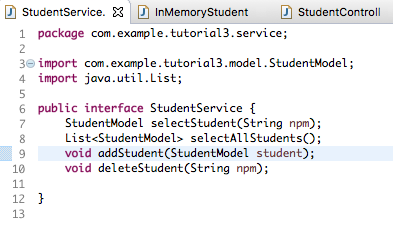 StudentService. InMemoryStudent StudentControll
1 package com.example.tutorial3.service;
2
3 import com.example.tutorial3.model.StudentModel;
4 import java.util.List;
5
6 public interface StudentService {
7 StudentModel selectStudent(String npm);
8 List<StudentModel> selectAllStudents();
9 void addStudent(StudentModel student);
10 void deleteStudent(String npm);
11
12 }
13